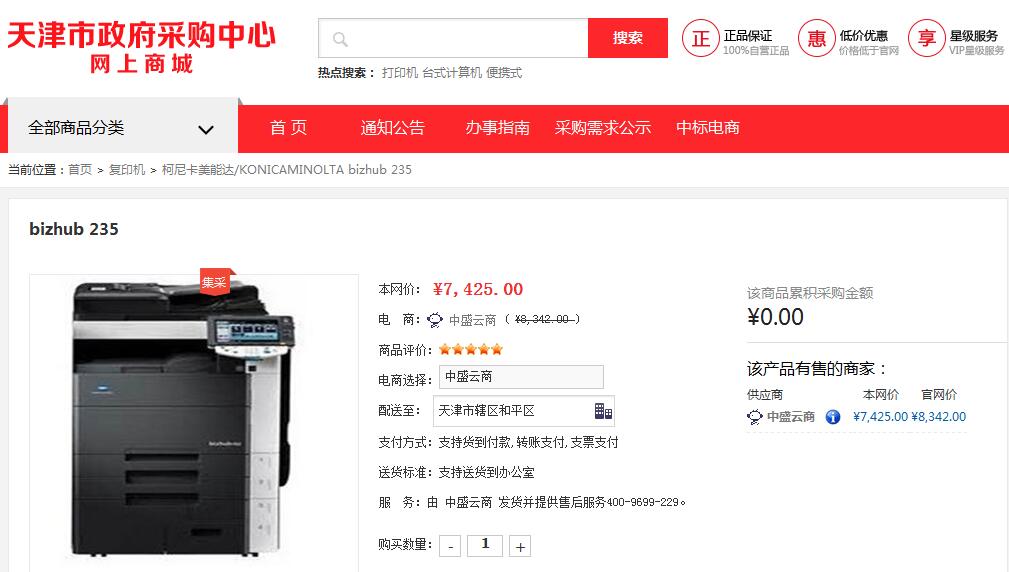 天津市政府采购中心
网上商城
搜索
热点搜索： 打印机 台式计算机 便携式
正 正品保证
100%自营正品
惠 低价优惠
价格低于官网
享 星级服务
VIP星级服务
全部商品分类
首 页 通知公告 办事指南 采购需求公示 中标电商
当前位置：首页 > 复印机 > 柯尼卡美能达/KONICAMINOLTA bizhub 235
bizhub 235
集采
本网价： ¥7,425.00
电 商： 中盛云商 ( ¥8,342.00 )
商品评价：
电商选择： 中盛云商
配送至： 天津市辖区和平区
支付方式：支持货到付款,转账支付,支票支付
送货标准：支持送货到办公室
服 务：由 中盛云商 发货并提供售后服务400-9699-229。
购买数量： - 1 +
该商品累积采购金额
¥0.00
该产品有售的商家：
供应商 本网价 官网价
中盛云商 i ¥7,425.00 ¥8,342.00